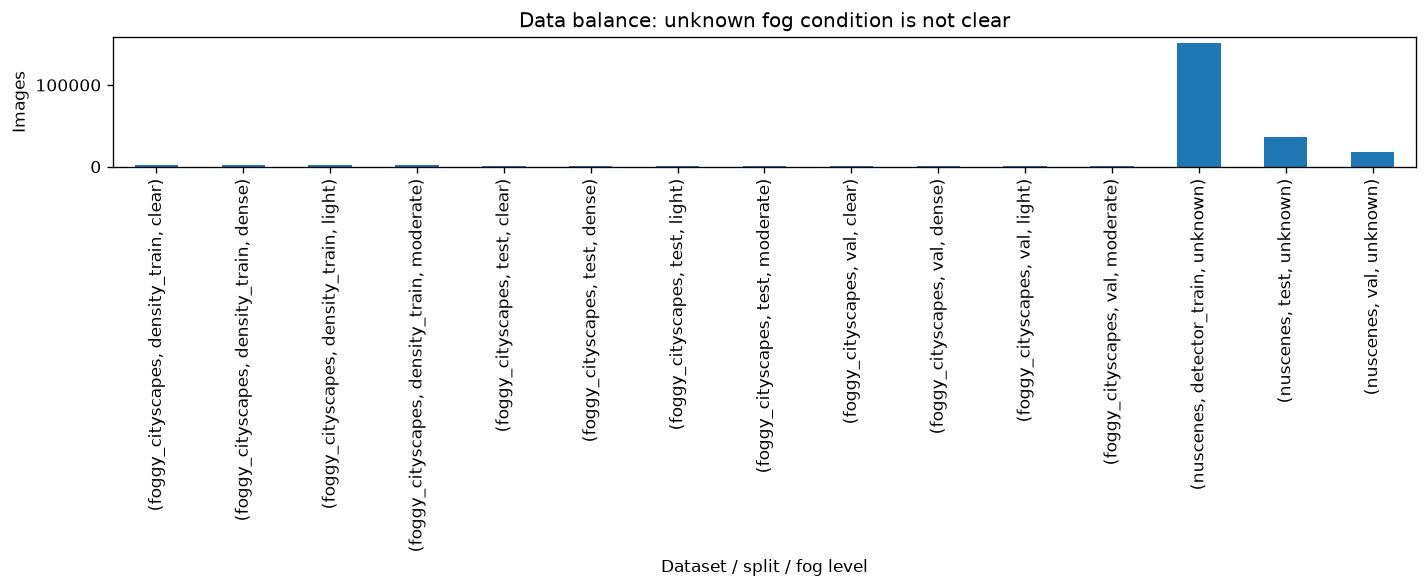 Data balance: unknown fog condition is not clear
Images
100000
0
(foggy_cityscapes, density_train, clear)
(foggy_cityscapes, density_train, dense)
(foggy_cityscapes, density_train, light)
(foggy_cityscapes, density_train, moderate)
(foggy_cityscapes, test, clear)
(foggy_cityscapes, test, dense)
(foggy_cityscapes, test, light)
(foggy_cityscapes, test, moderate)
(foggy_cityscapes, val, clear)
(foggy_cityscapes, val, dense)
(foggy_cityscapes, val, light)
(foggy_cityscapes, val, moderate)
(nuscenes, detector_train, unknown)
(nuscenes, test, unknown)
(nuscenes, val, unknown)
Dataset / split / fog level